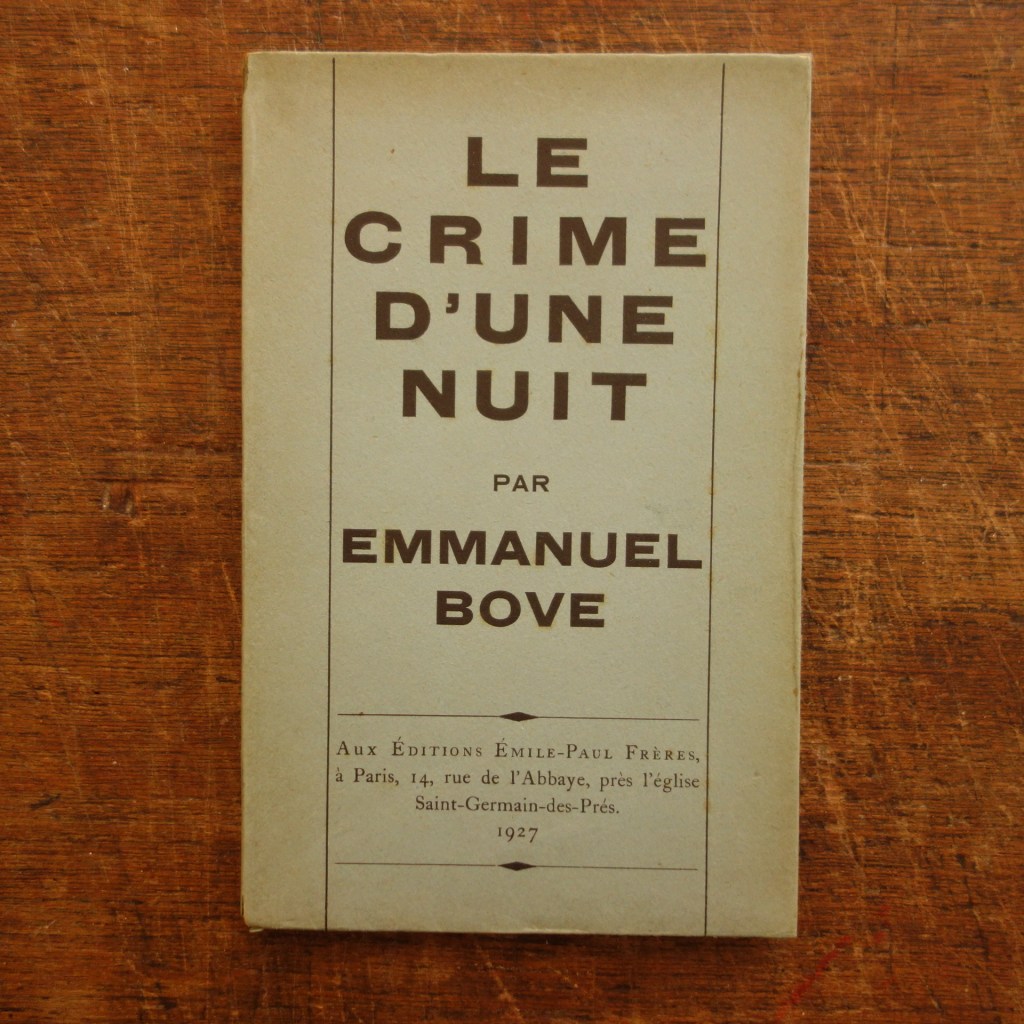 LE
CRIME
D'UNE
NUIT
PAR
EMMANUEL
BOVE
Aux Éditions Émile-Paul Frères,
à Paris, 14, rue de l'Abbaye, près l'église
Saint-Germain-des-Prés.
1927